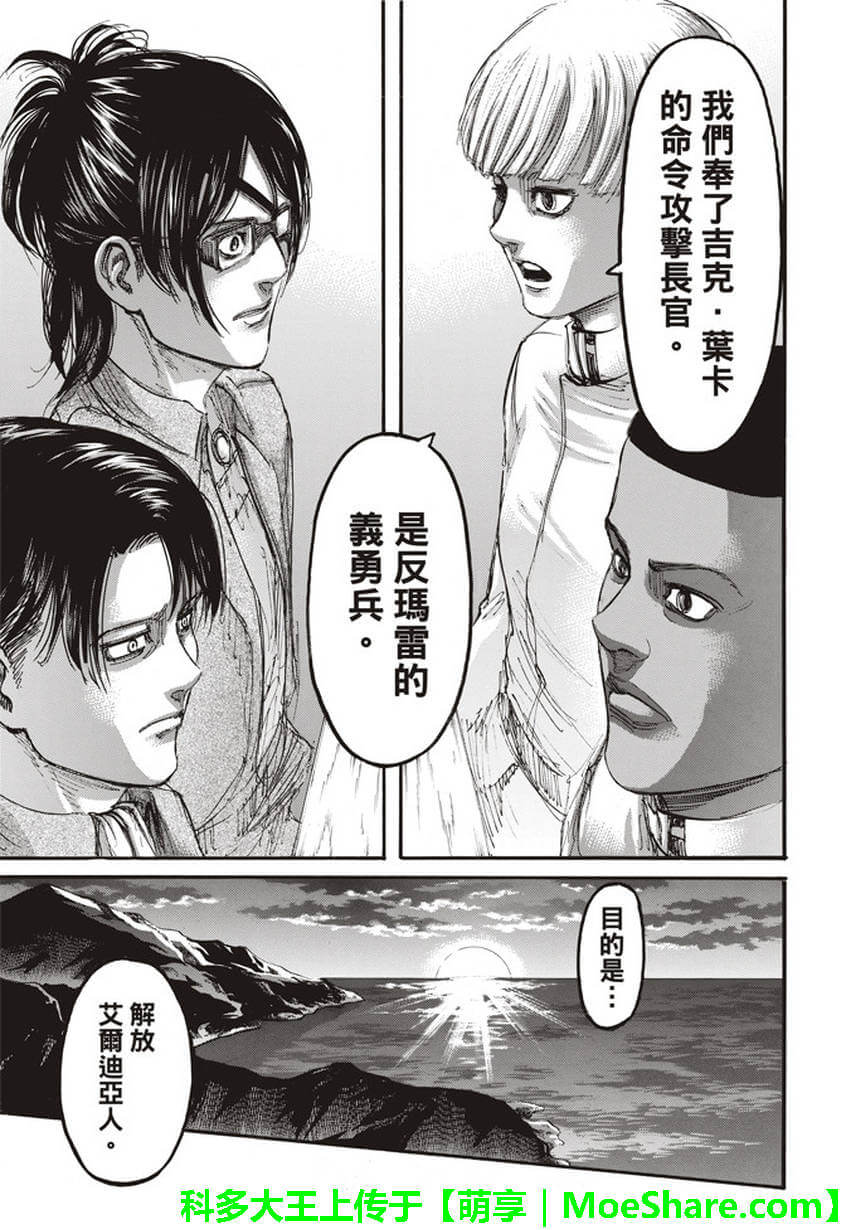 我們奉了吉克．葉卡
的命令攻擊長官。
是反瑪雷的
義勇兵。
目的是…
解放
艾爾迪亞人。
科多大王上传于【萌享｜MoeShare.com】